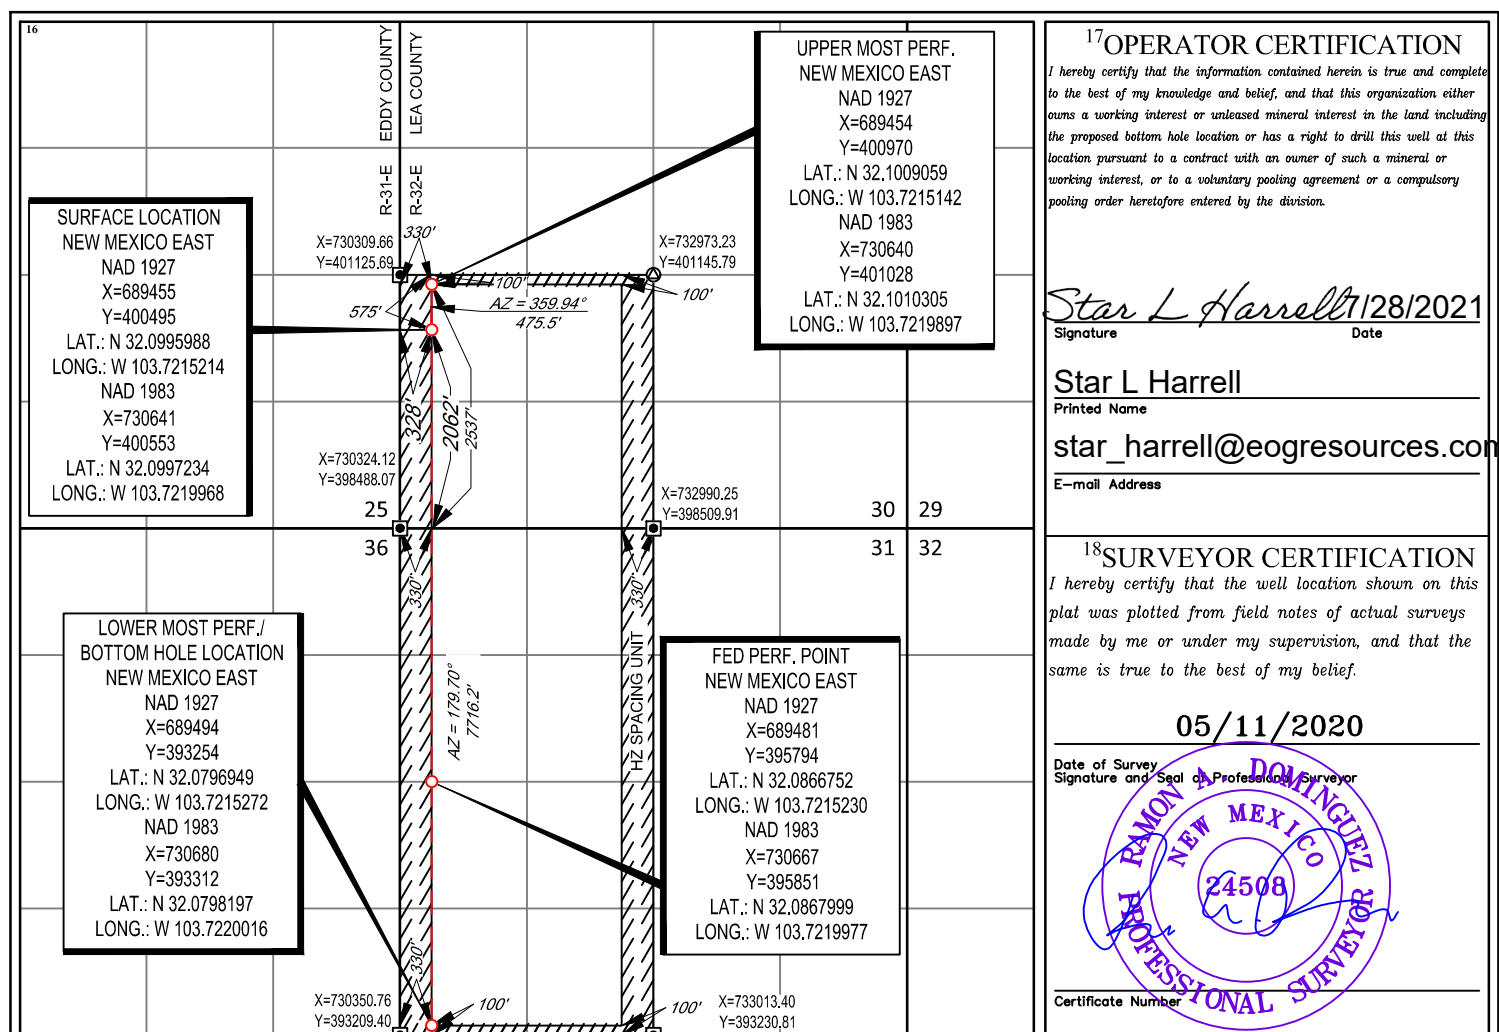 16
EDDY COUNTY
LEA COUNTY
R-31-E
R-32-E
UPPER MOST PERF.
NEW MEXICO EAST
NAD 1927
X=689454
Y=400970
LAT.: N 32.1009059
LONG.: W 103.7215142
NAD 1983
X=730640
Y=401028
LAT.: N 32.1010305
LONG.: W 103.7219897
SURFACE LOCATION
NEW MEXICO EAST
NAD 1927
X=689455
Y=400495
LAT.: N 32.0995988
LONG.: W 103.7215214
NAD 1983
X=730641
Y=400553
LAT.: N 32.0997234
LONG.: W 103.7219968
X=730309.66
Y=401125.69
330'
X=732973.23
Y=401145.79
100'
100'
575'
AZ = 359.94°
475.5'
328'
2062'
2537'
X=730324.12
Y=398488.07
X=732990.25
Y=398509.91
25
30 29
36
31 32
330'
330'
HZ SPACING UNIT
AZ = 179.70°
7716.2'
LOWER MOST PERF./
BOTTOM HOLE LOCATION
NEW MEXICO EAST
NAD 1927
X=689494
Y=393254
LAT.: N 32.0796949
LONG.: W 103.7215272
NAD 1983
X=730680
Y=393312
LAT.: N 32.0798197
LONG.: W 103.7220016
FED PERF. POINT
NEW MEXICO EAST
NAD 1927
X=689481
Y=395794
LAT.: N 32.0866752
LONG.: W 103.7215230
NAD 1983
X=730667
Y=395851
LAT.: N 32.0867999
LONG.: W 103.7219977
330'
X=730350.76
Y=393209.40
100'
100'
X=733013.40
Y=393230.81
17OPERATOR CERTIFICATION
I hereby certify that the information contained herein is true and complete
to the best of my knowledge and belief, and that this organization either
owns a working interest or unleased mineral interest in the land including
the proposed bottom hole location or has a right to drill this well at this
location pursuant to a contract with an owner of such a mineral or
working interest, or to a voluntary pooling agreement or a compulsory
pooling order heretofore entered by the division.
Star L Harrell 7/28/2021
Signature Date
Star L Harrell
Printed Name
star_harrell@eogresources.com
E-mail Address
18SURVEYOR CERTIFICATION
I hereby certify that the well location shown on this
plat was plotted from field notes of actual surveys
made by me or under my supervision, and that the
same is true to the best of my belief.
05/11/2020
Date of Survey
Signature and Seal of Professional Surveyor
RAMON A. DOMINGUEZ
NEW MEXICO
24508
PROFESSIONAL SURVEYOR
Certificate Number